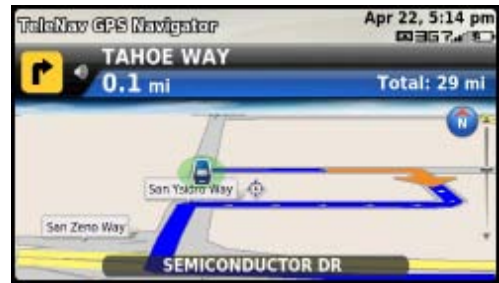 TeleNav GPS Navigator
Apr 22, 5:14 pm
3G
TAHOE WAY
0.1 mi
Total: 29 mi
N
San Ysidro Way
San Zeno Way
SEMICONDUCTOR DR